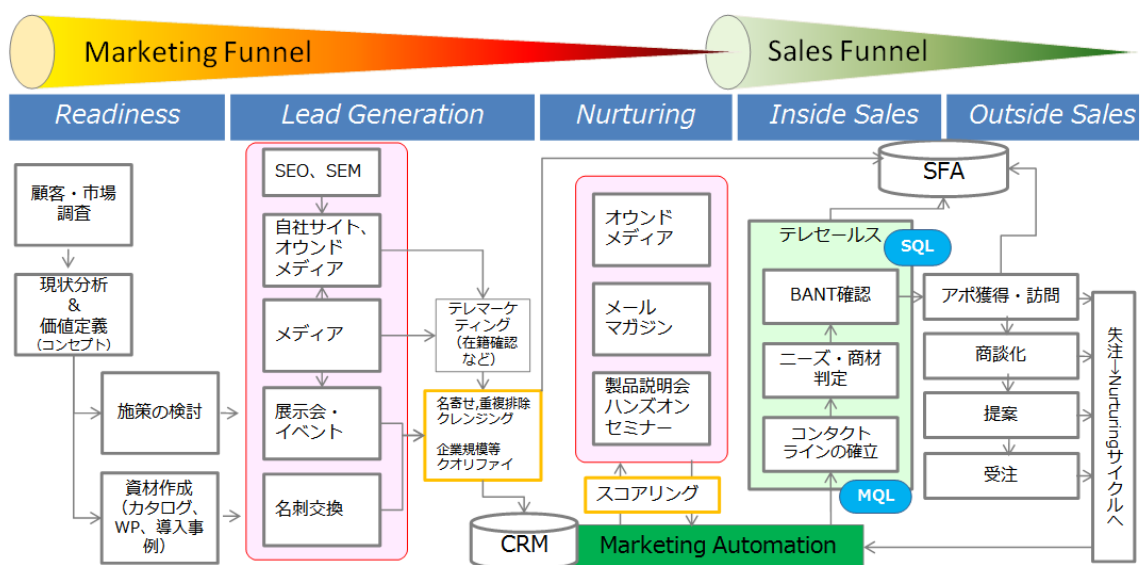 Marketing Funnel
Sales Funnel
Readiness
Lead Generation
Nurturing
Inside Sales
Outside Sales
顧客・市場
調査
現状分析
&
価値定義
（コンセプト）
施策の検討
資材作成
（カタログ、
WP、導入事
例）
SEO、SEM
自社サイト、
オウンド
メディア
メディア
展示会・
イベント
名刺交換
テレマーケ
ティング
（在籍確認
など）
名寄せ,重複排除
クレンジング
企業規模等
クオリファイ
CRM
オウンド
メディア
メール
マガジン
製品説明会
ハンズオン
セミナー
スコアリング
Marketing Automation
SFA
テレセールス
SQL
BANT確認
ニーズ・商材
判定
コンタクト
ラインの確立
MQL
アポ獲得・訪問
商談化
提案
受注
失注→Nurturingサイクルへ